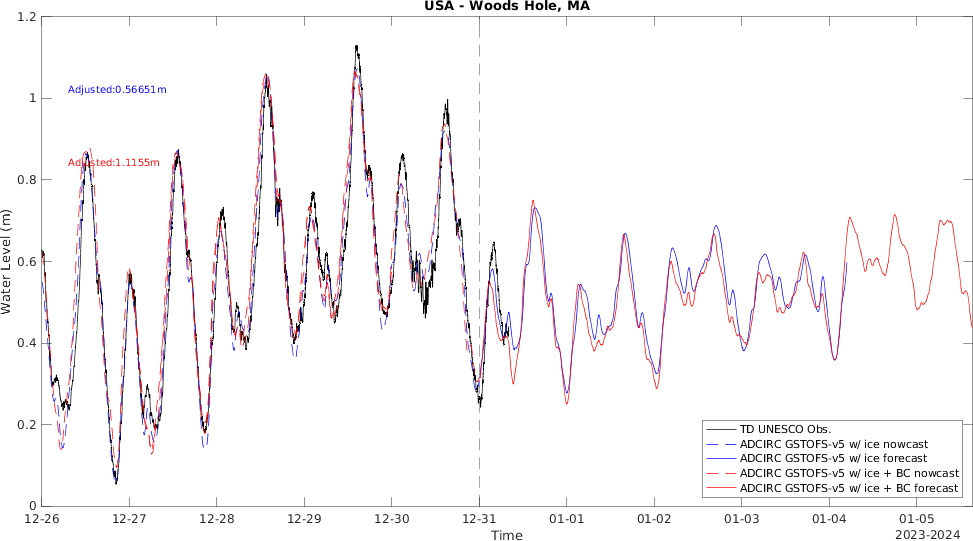 USA - Woods Hole, MA
1.2
1
0.8
0.6
0.4
0.2
0
Water Level (m)
Adjusted:0.56651m
Adjusted:1.1155m
TD UNESCO Obs.
ADCIRC GSTOFS-v5 w/ ice nowcast
ADCIRC GSTOFS-v5 w/ ice forecast
ADCIRC GSTOFS-v5 w/ ice + BC nowcast
ADCIRC GSTOFS-v5 w/ ice + BC forecast
12-26 12-27 12-28 12-29 12-30 12-31 01-01 01-02 01-03 01-04 01-05
Time
2023-2024